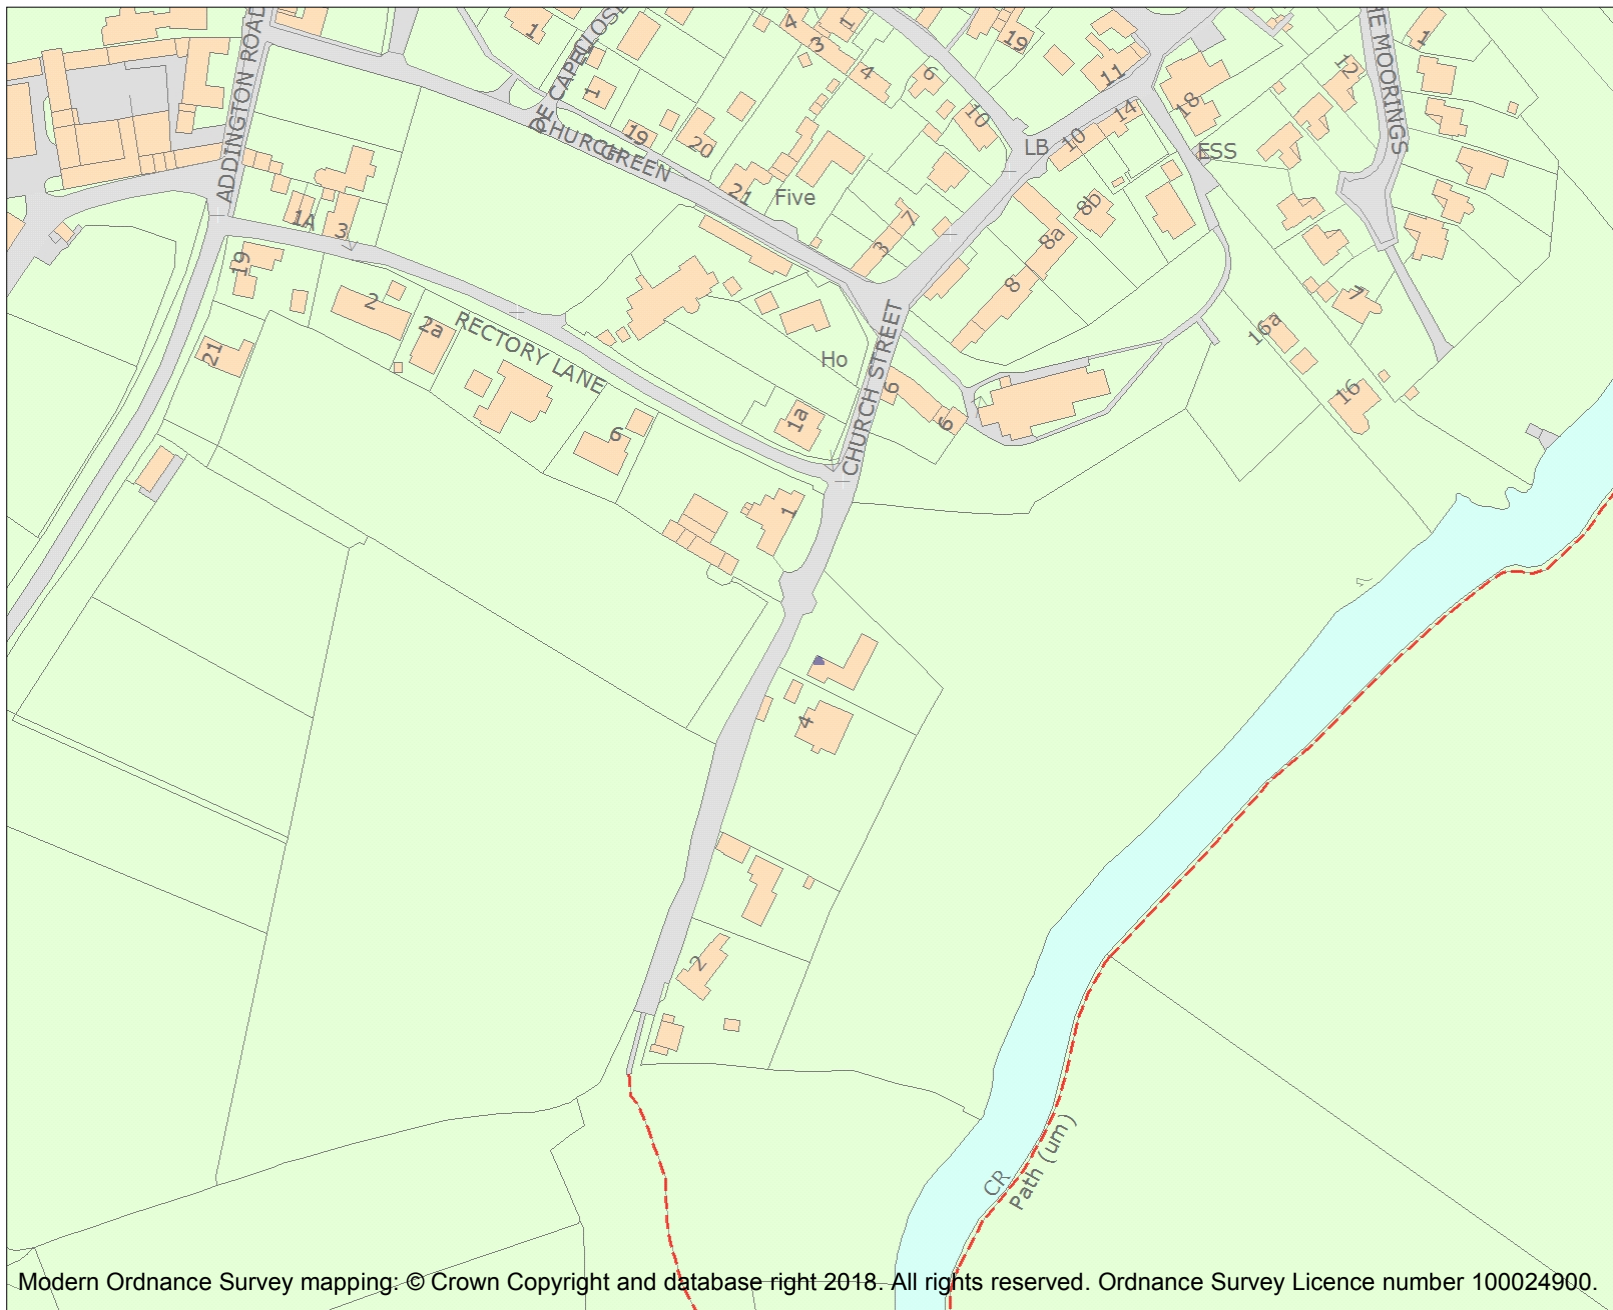 ADDINGTON ROAD
DE CAPELL
CLOSE
THE MOORINGS
1
4
3
1
19
1
12
6
4
11
1
10
14
18
19
20
10
LB
ESS
CHURCH
GREEN
21
Five
7
3
8b
8a
1A
3
19
2
8
7
2a
16a
21
RECTORY LANE
Ho
CHURCH STREET
6
16
1a
6
6
1
4
2
CR
Path (um)
Modern Ordnance Survey mapping: © Crown Copyright and database right 2018. All rights reserved. Ordnance Survey Licence number 100024900.